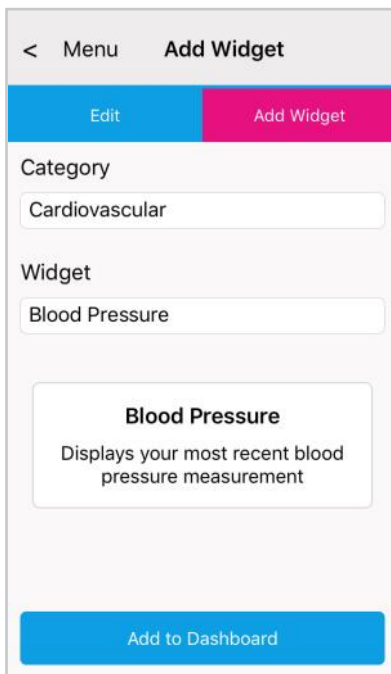 < Menu Add Widget
Edit Add Widget
Category
Cardiovascular
Widget
Blood Pressure
Blood Pressure
Displays your most recent blood
pressure measurement
Add to Dashboard